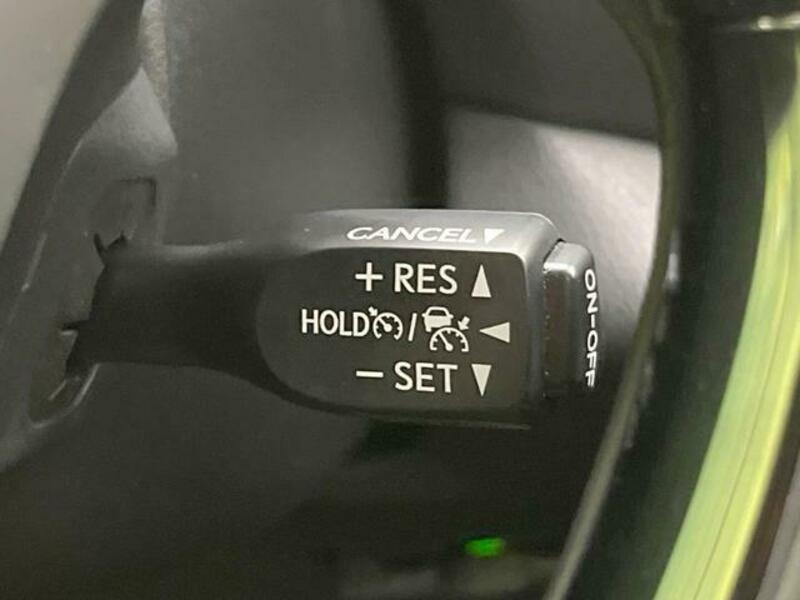 CANCEL▼
+ RES ▲
HOLD / ◀
− SET ▼
ON-OFF